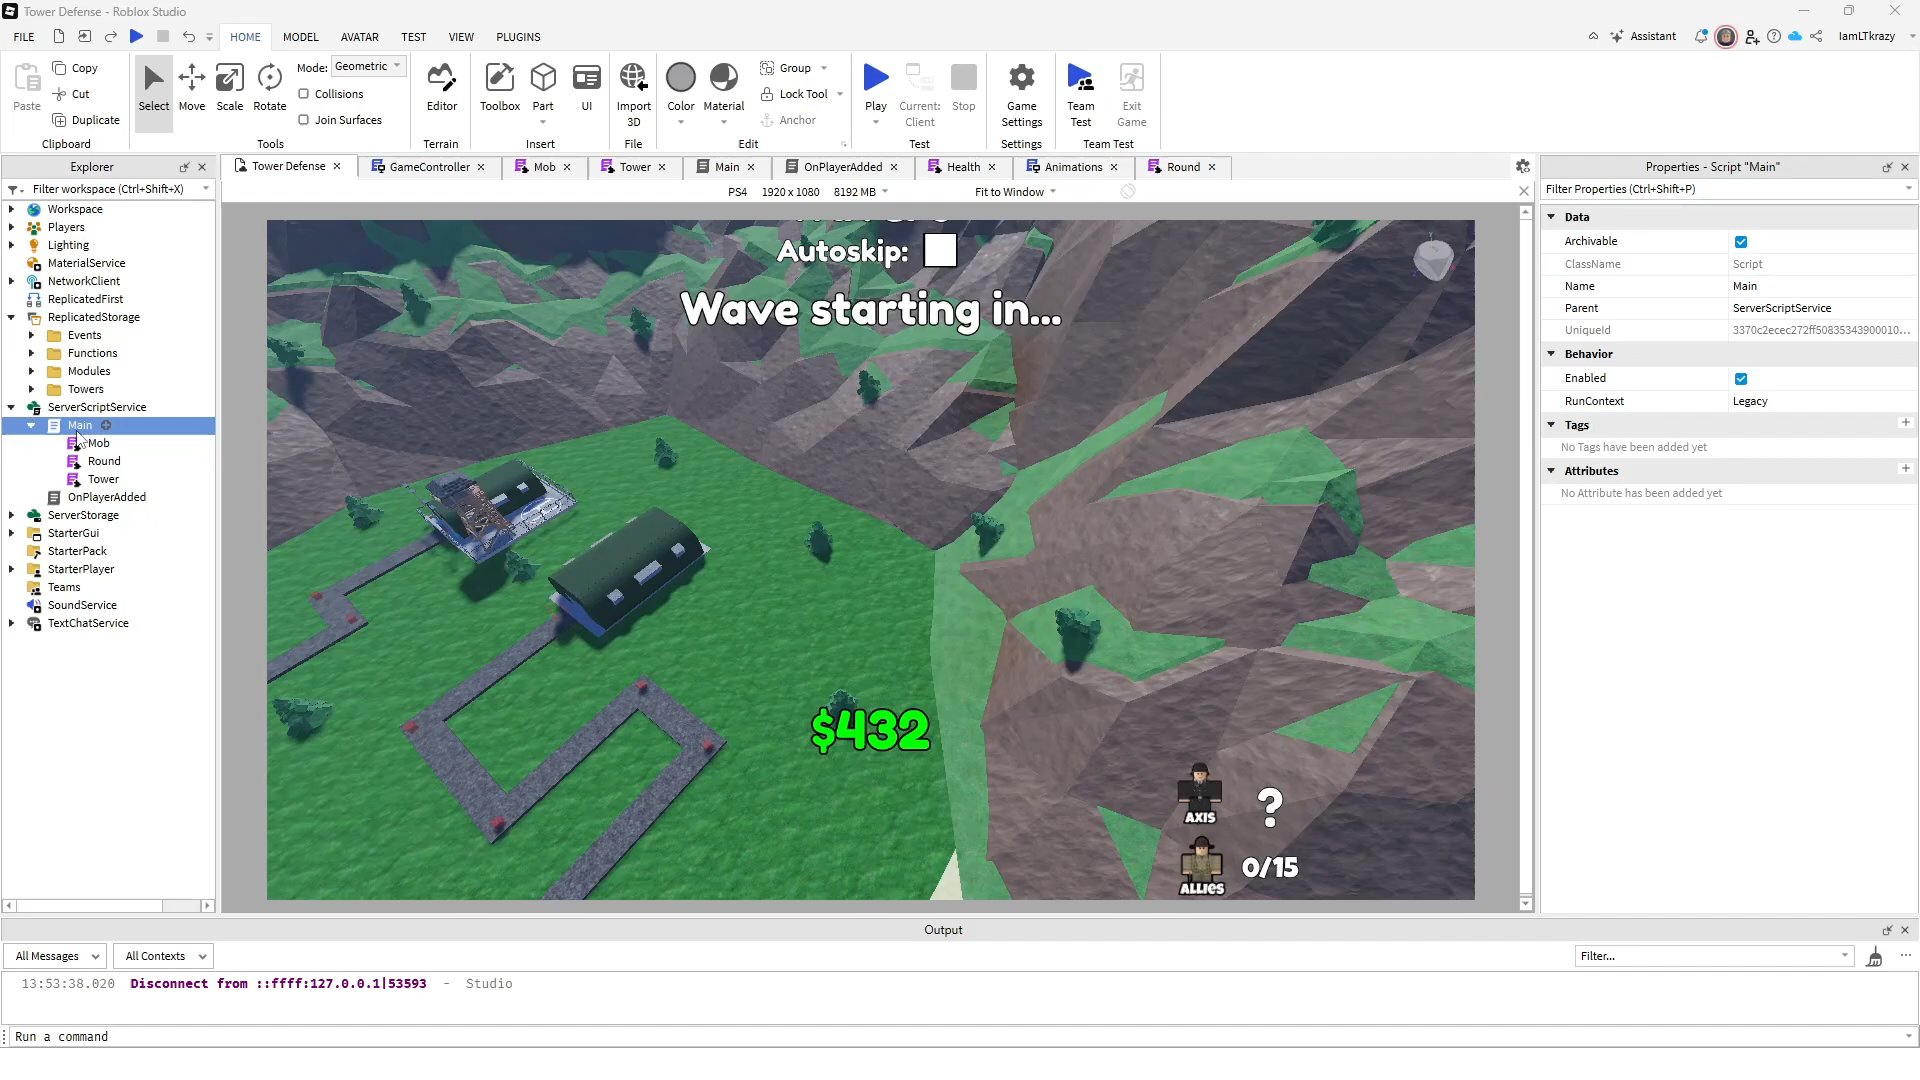 Tower Defense - Roblox Studio
FILE
HOME
MODEL
AVATAR
TEST
VIEW
PLUGINS
Assistant
IamLTkrazy
Paste
Copy
Cut
Duplicate
Clipboard
Select
Move
Scale
Rotate
Mode:
Geometric
Collisions
Join Surfaces
Tools
Editor
Terrain
Toolbox
Part
UI
Insert
Import
3D
File
Color
Material
Group
Lock Tool
Anchor
Edit
Play
Current:
Client
Stop
Test
Game
Settings
Settings
Team
Test
Exit
Game
Team Test
Explorer
Filter workspace (Ctrl+Shift+X)
Workspace
Players
Lighting
MaterialService
NetworkClient
ReplicatedFirst
ReplicatedStorage
Events
Functions
Modules
Towers
ServerScriptService
Main
Mob
Round
Tower
OnPlayerAdded
ServerStorage
StarterGui
StarterPack
StarterPlayer
Teams
SoundService
TextChatService
Tower Defense
GameController
Mob
Tower
Main
OnPlayerAdded
Health
Animations
Round
PS4
1920 x 1080
8192 MB
Fit to Window
Autoskip:
Wave starting in...
$432
AXIS
?
ALLIES
0/15
Properties - Script "Main"
Filter Properties (Ctrl+Shift+P)
Data
Archivable
ClassName
Script
Name
Main
Parent
ServerScriptService
UniqueId
3370c2ecec272ff50835343900010...
Behavior
Enabled
RunContext
Legacy
Tags
No Tags have been added yet
Attributes
No Attribute has been added yet
Output
All Messages
All Contexts
Filter...
13:53:38.020 Disconnect from ::ffff:127.0.0.1|53593 - Studio
Run a command